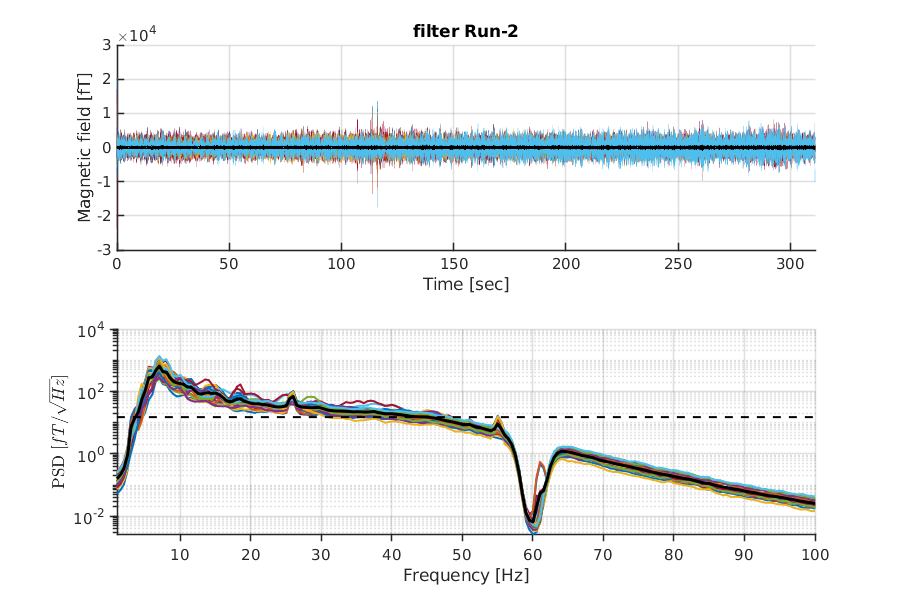 filter Run-2
×10^4
3
2
1
0
-1
-2
-3
Magnetic field [fT]
0 50 100 150 200 250 300
Time [sec]
10^4
10^2
10^0
10^-2
PSD [fT/√Hz]
10 20 30 40 50 60 70 80 90 100
Frequency [Hz]